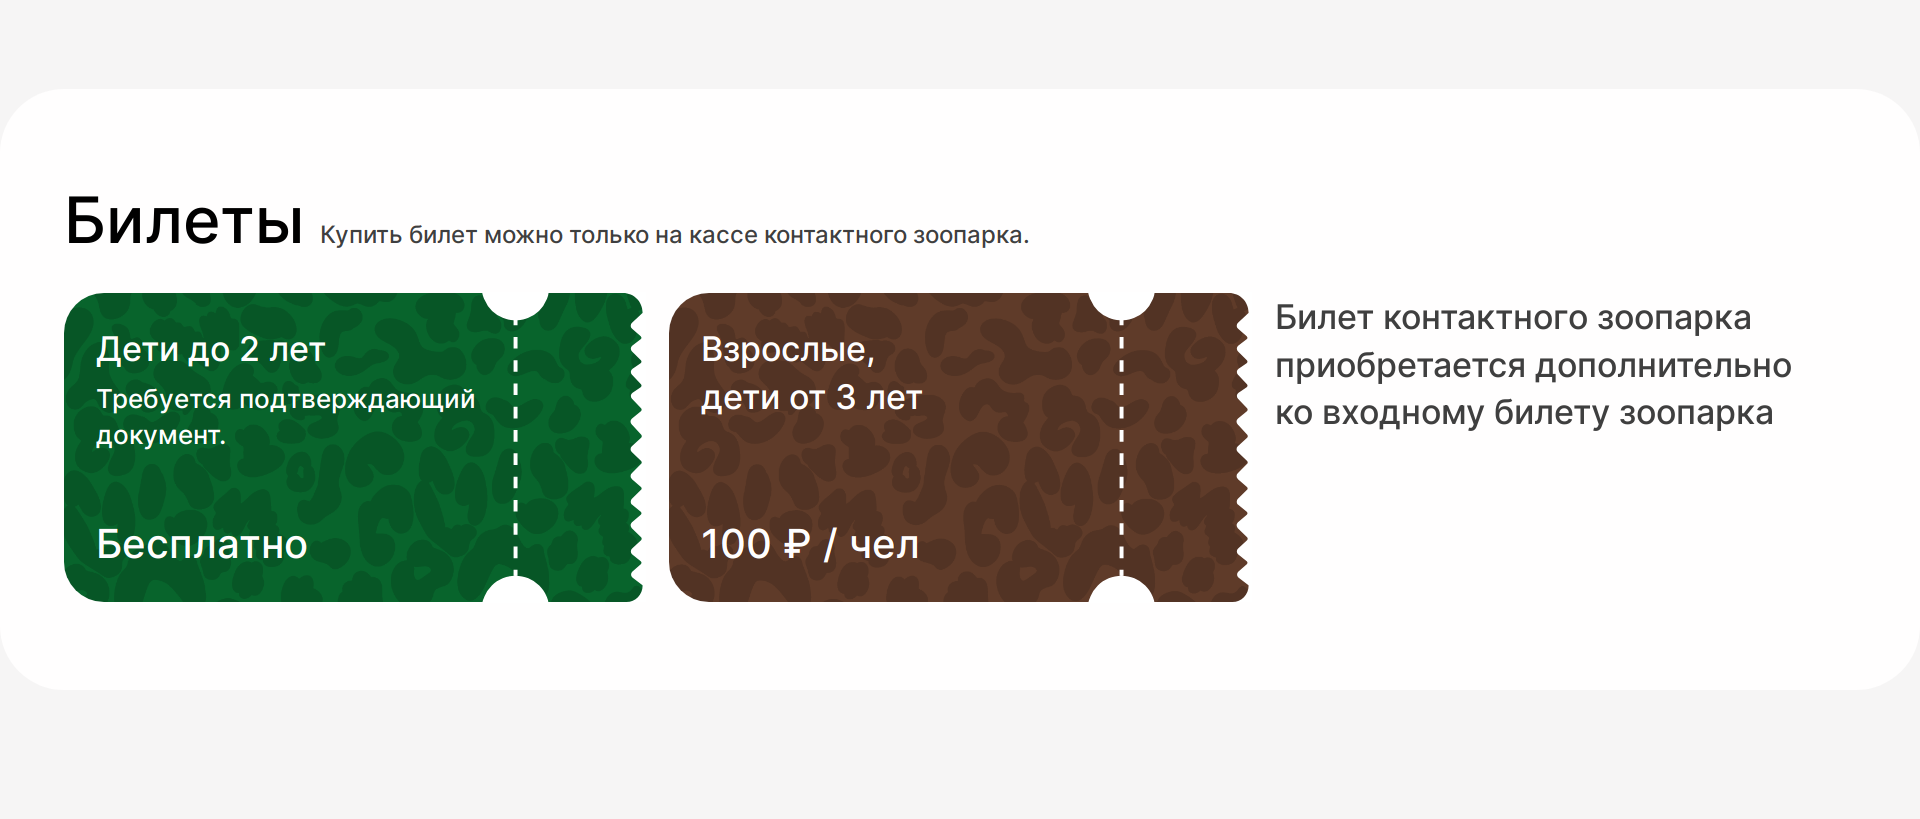 Билеты Купить билет можно только на кассе контактного зоопарка.
Дети до 2 лет
Требуется подтверждающий
документ.
Бесплатно
Взрослые,
дети от 3 лет
100 ₽ / чел
Билет контактного зоопарка
приобретается дополнительно
ко входному билету зоопарка